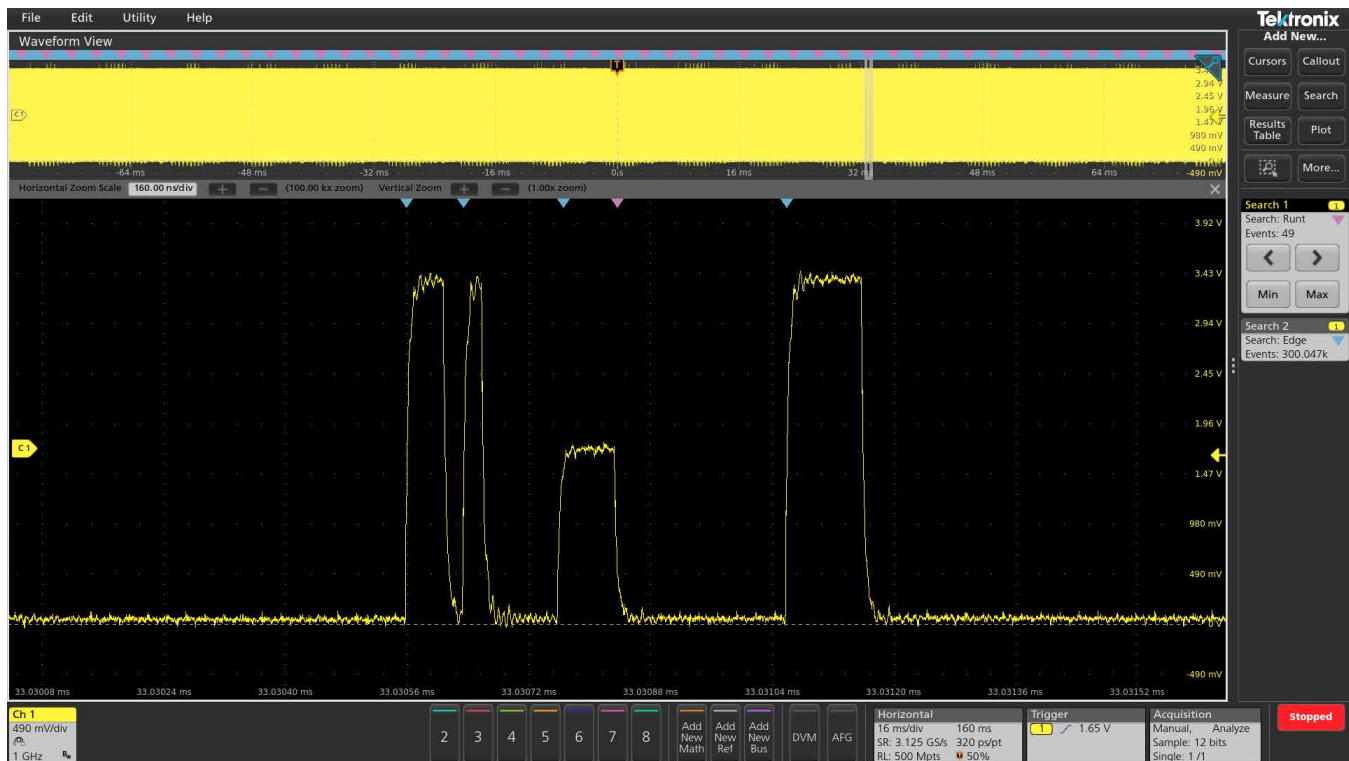 File Edit Utility Help
Tektronix
Waveform View
Add New...
Cursors Callout
Measure Search
Results Table Plot
More...
C1
T
2.94 V
2.45 V
1.96 V
1.47 V
980 mV
490 mV
0 V
-490 mV
-64 ms -48 ms -32 ms -16 ms 0 s 16 ms 48 ms 64 ms
Horizontal Zoom Scale 160.00 ns/div + - (100.00 kx zoom) Vertical Zoom + - (1.00x zoom)
Search 1 1
Search: Runt
Events: 49
< >
Min Max
Search 2 1
Search: Edge
Events: 300.047k
3.92 V
3.43 V
2.94 V
2.45 V
1.96 V
C1
1.47 V
980 mV
490 mV
0 V
-490 mV
33.03008 ms 33.03024 ms 33.03040 ms 33.03056 ms 33.03072 ms 33.03088 ms 33.03104 ms 33.03120 ms 33.03136 ms 33.03152 ms
Ch 1
490 mV/div
1 GHz
2 3 4 5 6 7 8
Add New Math
Add New Ref
Add New Bus
DVM AFG
Horizontal
16 ms/div 160 ms
SR: 3.125 GS/s 320 ps/pt
RL: 500 Mpts 50%
Trigger
1 1.65 V
Acquisition
Manual, Analyze
Sample: 12 bits
Single: 1 /1
Stopped